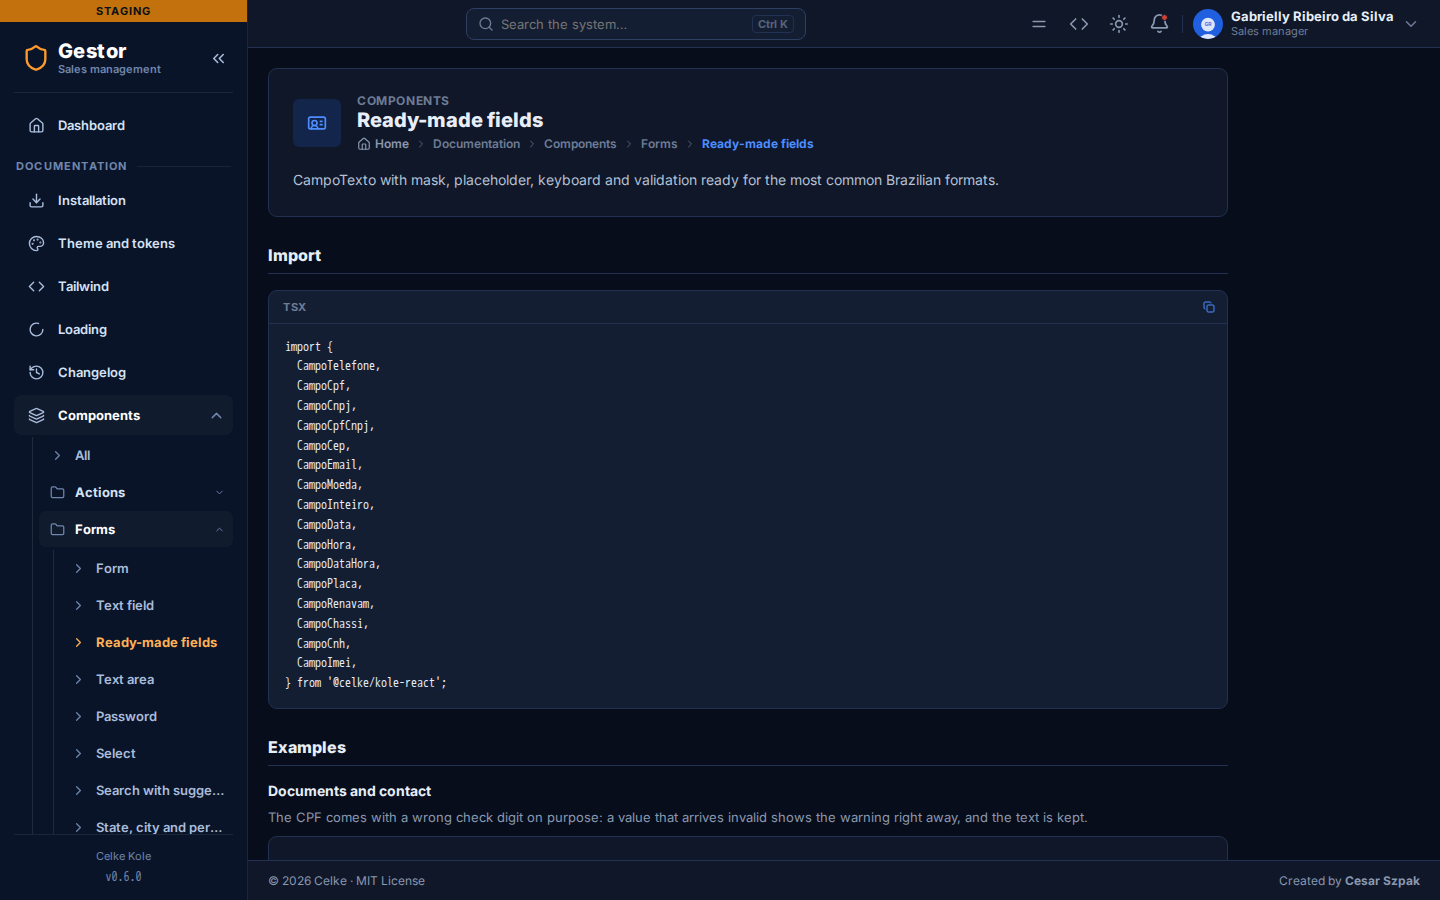 STAGING
Gestor
Sales management
Dashboard
DOCUMENTATION
Installation
Theme and tokens
Tailwind
Loading
Changelog
Components
All
Actions
Forms
Form
Text field
Ready-made fields
Text area
Password
Select
Search with sugge...
State, city and per...
Celke Kole
v0.6.0
Search the system...
Ctrl K
GR
Gabrielly Ribeiro da Silva
Sales manager
COMPONENTS
Ready-made fields
Home
Documentation
Components
Forms
Ready-made fields
CampoTexto with mask, placeholder, keyboard and validation ready for the most common Brazilian formats.
Import
TSX
import {
CampoTelefone,
CampoCpf,
CampoCnpj,
CampoCpfCnpj,
CampoCep,
CampoEmail,
CampoMoeda,
CampoInteiro,
CampoData,
CampoHora,
CampoDataHora,
CampoPlaca,
CampoRenavam,
CampoChassi,
CampoCnh,
CampoImei,
} from '@celke/kole-react';
Examples
Documents and contact
The CPF comes with a wrong check digit on purpose: a value that arrives invalid shows the warning right away, and the text is kept.
© 2026 Celke · MIT License
Created by Cesar Szpak